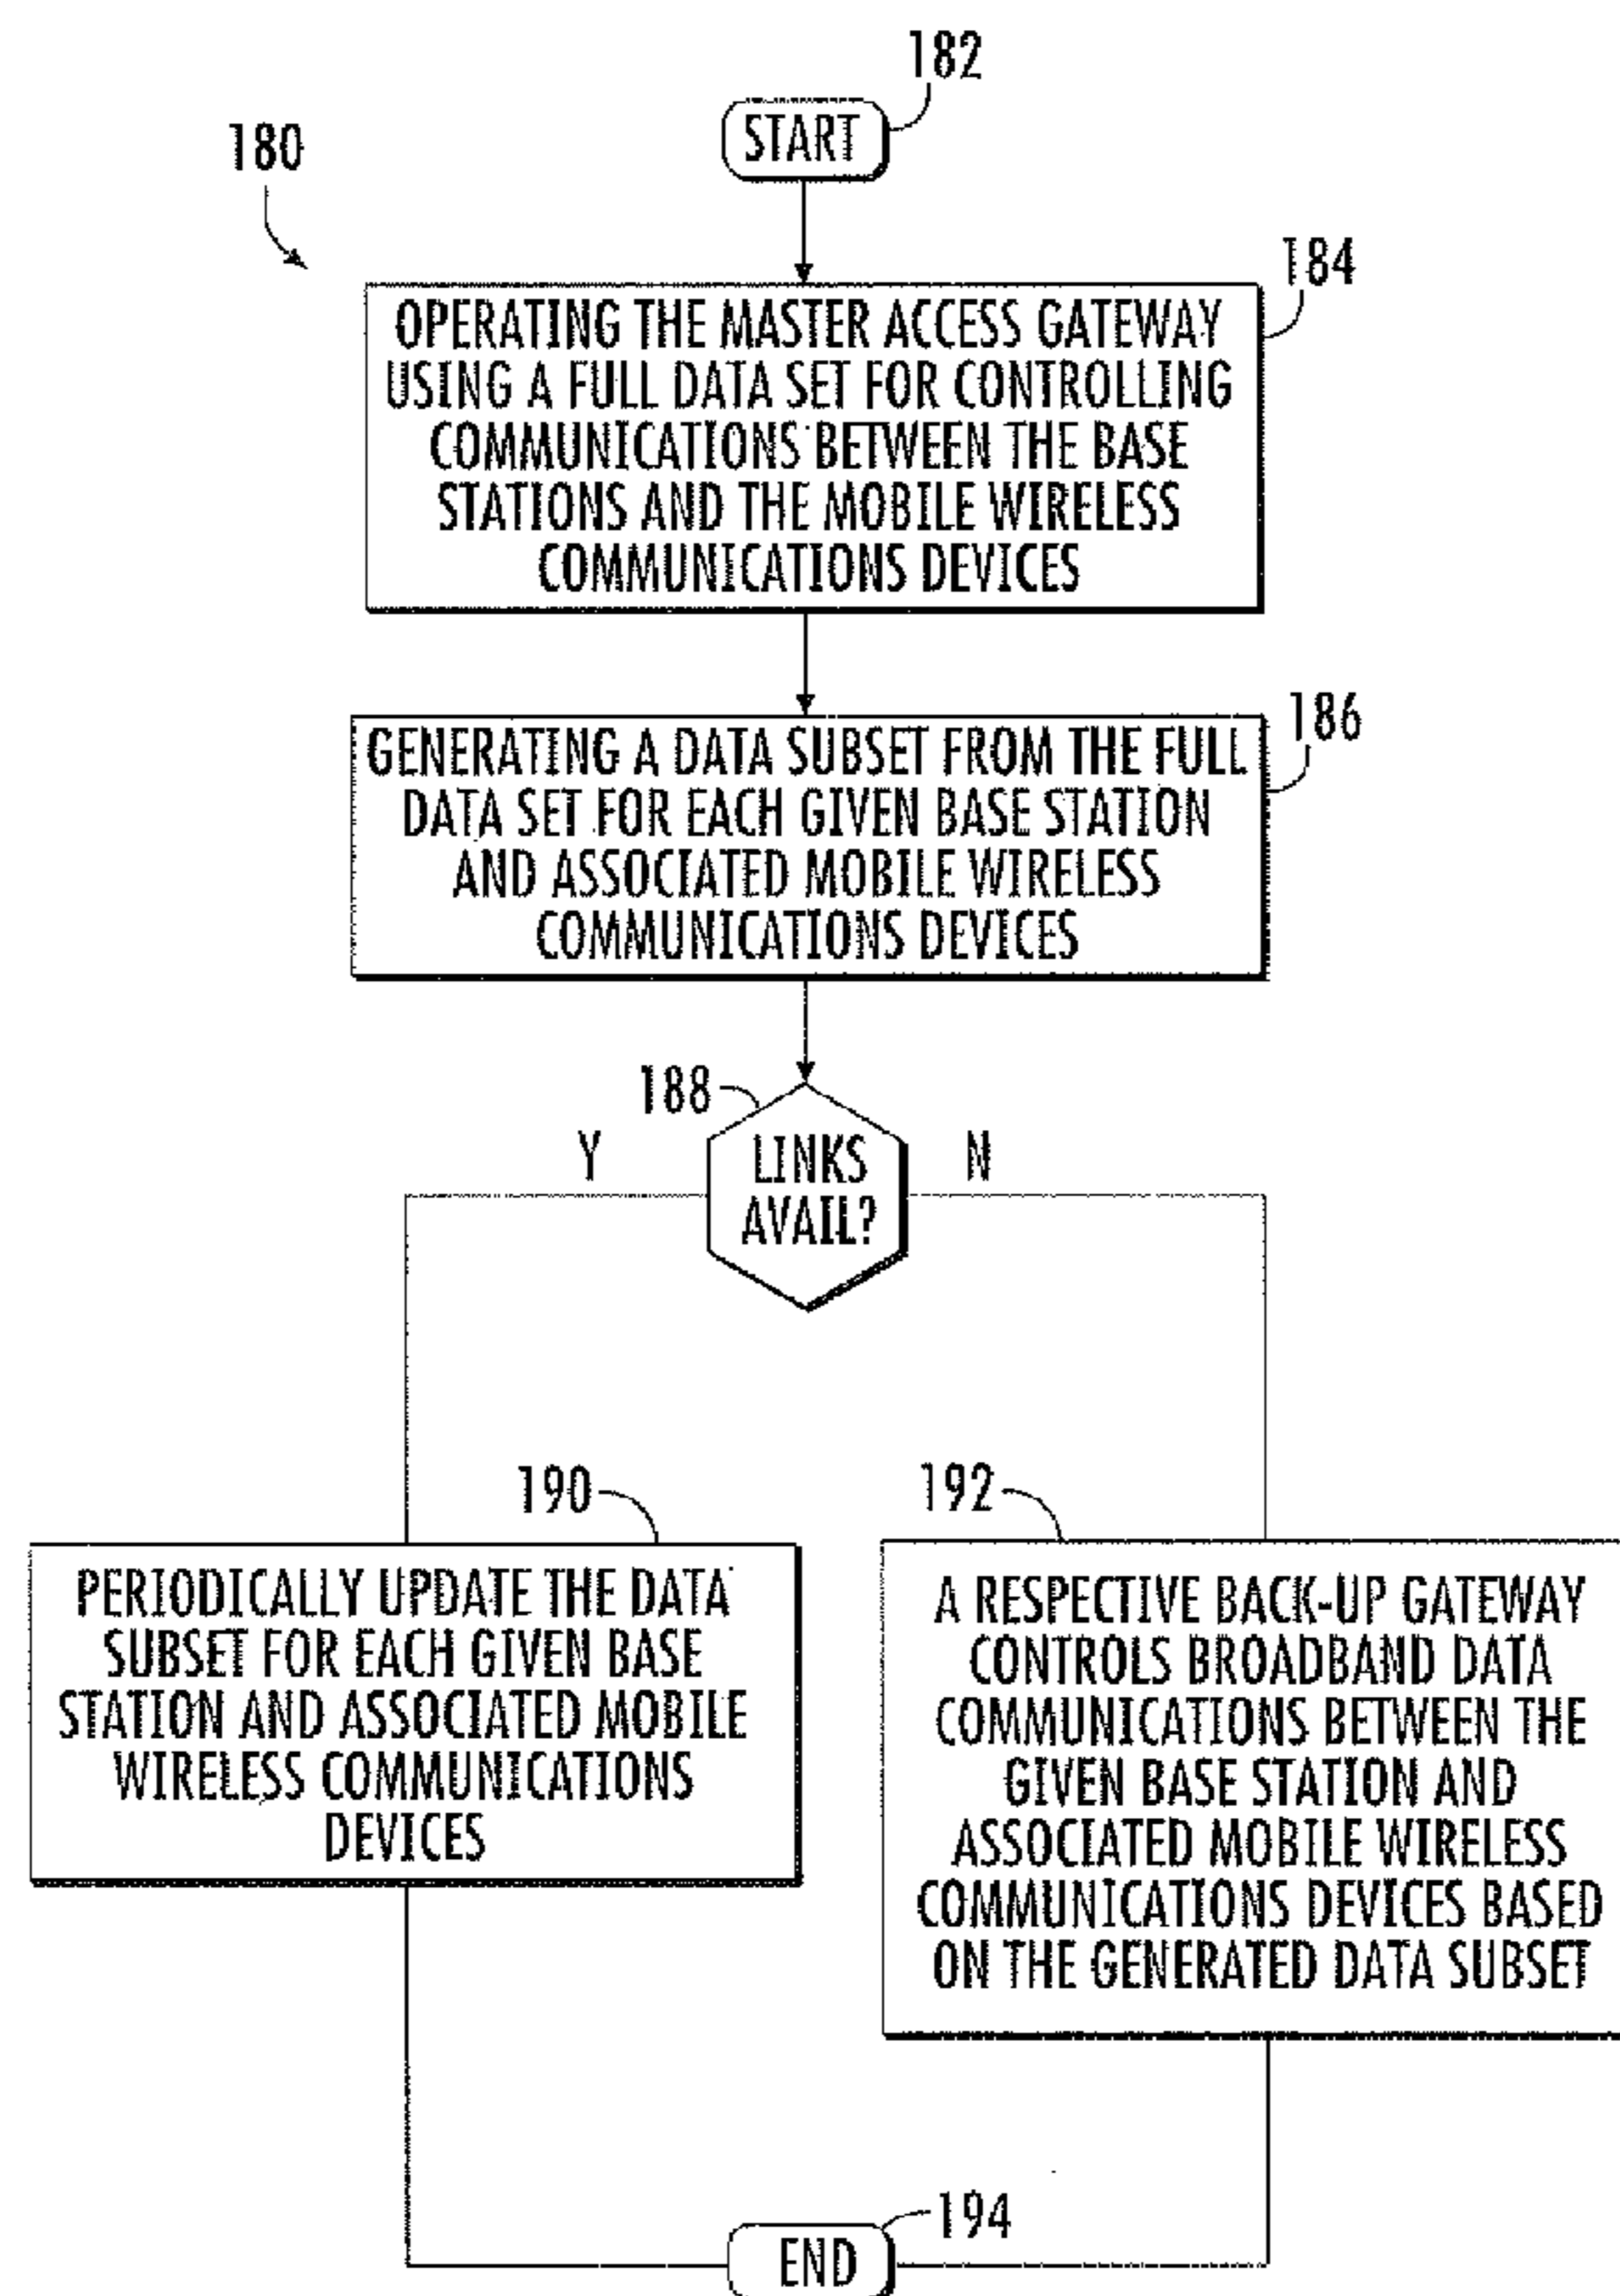 182
START
180
184
OPERATING THE MASTER ACCESS GATEWAY
USING A FULL DATA SET FOR CONTROLLING
COMMUNICATIONS BETWEEN THE BASE
STATIONS AND THE MOBILE WIRELESS
COMMUNICATIONS DEVICES
186
GENERATING A DATA SUBSET FROM THE FULL
DATA SET FOR EACH GIVEN BASE STATION
AND ASSOCIATED MOBILE WIRELESS
COMMUNICATIONS DEVICES
188
Y
LINKS
AVAIL?
N
190
PERIODICALLY UPDATE THE DATA
SUBSET FOR EACH GIVEN BASE
STATION AND ASSOCIATED MOBILE
WIRELESS COMMUNICATIONS
DEVICES
192
A RESPECTIVE BACK-UP GATEWAY
CONTROLS BROADBAND DATA
COMMUNICATIONS BETWEEN THE
GIVEN BASE STATION AND
ASSOCIATED MOBILE WIRELESS
COMMUNICATIONS DEVICES BASED
ON THE GENERATED DATA SUBSET
194
END